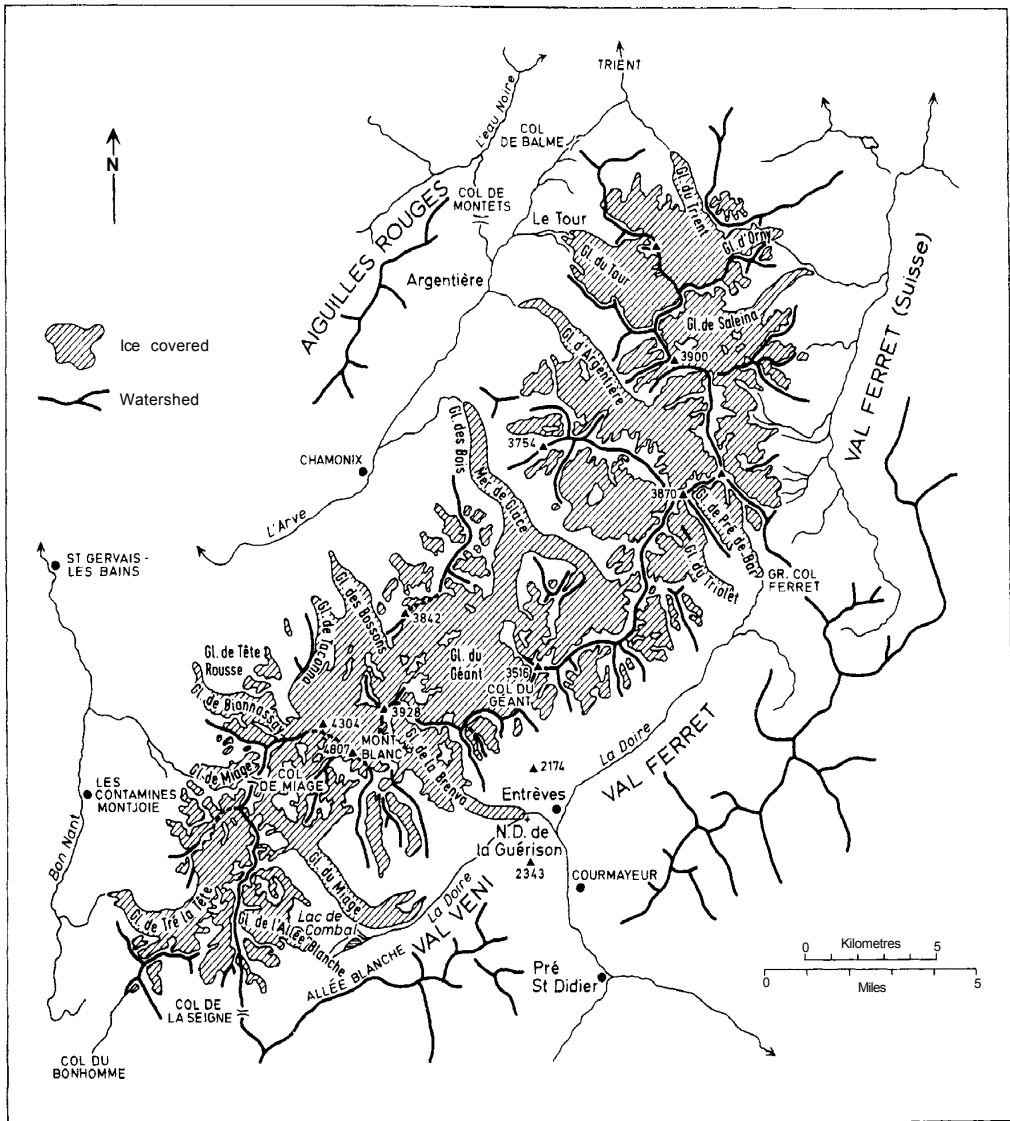 TRIENT
L'eau Noire
COL
DE BALME
N
COL DE
MONTETS
AIGUILLES ROUGES
Le Tour
Gl. du Trient
Gl. d'Orny
Gl. du Tour
Argentière
Gl. de Saleina
VAL FERRET (Suisse)
Ice covered
Gl. d'Argentière
3900
Watershed
Gl. des Bois
3754
CHAMONIX
Mer de Glace
3870
Gl. de Pré de Bar
L'Arve
Gl. du Triolet
ST GERVAIS-
LES BAINS
GR. COL
FERRET
Gl. des Bossons
Gl. de Taconna
3842
Gl. de Tête
Rousse
Gl. du
Géant
3516
COL DU
GÉANT
Gl. de Bionnassay
3928
4304
4807
MONT
BLANC
La Doire
VAL FERRET
Gl. de Miage
COL
DE MIAGE
Gl. de la Brenva
2174
LES
CONTAMINES
MONTJOIE
Entrèves
N.D. de
la Guérison
2343
Bon Nant
COURMAYEUR
Gl. du Miage
La Doire
Gl. de Tré la Tête
Gl. de l'Allée Blanche
Lac de
Combal
VAL VENI
ALLÉE BLANCHE
0 Kilometres 5
0 Miles 5
Pré
St Didier
COL DE
LA SEIGNE
COL DU
BONHOMME